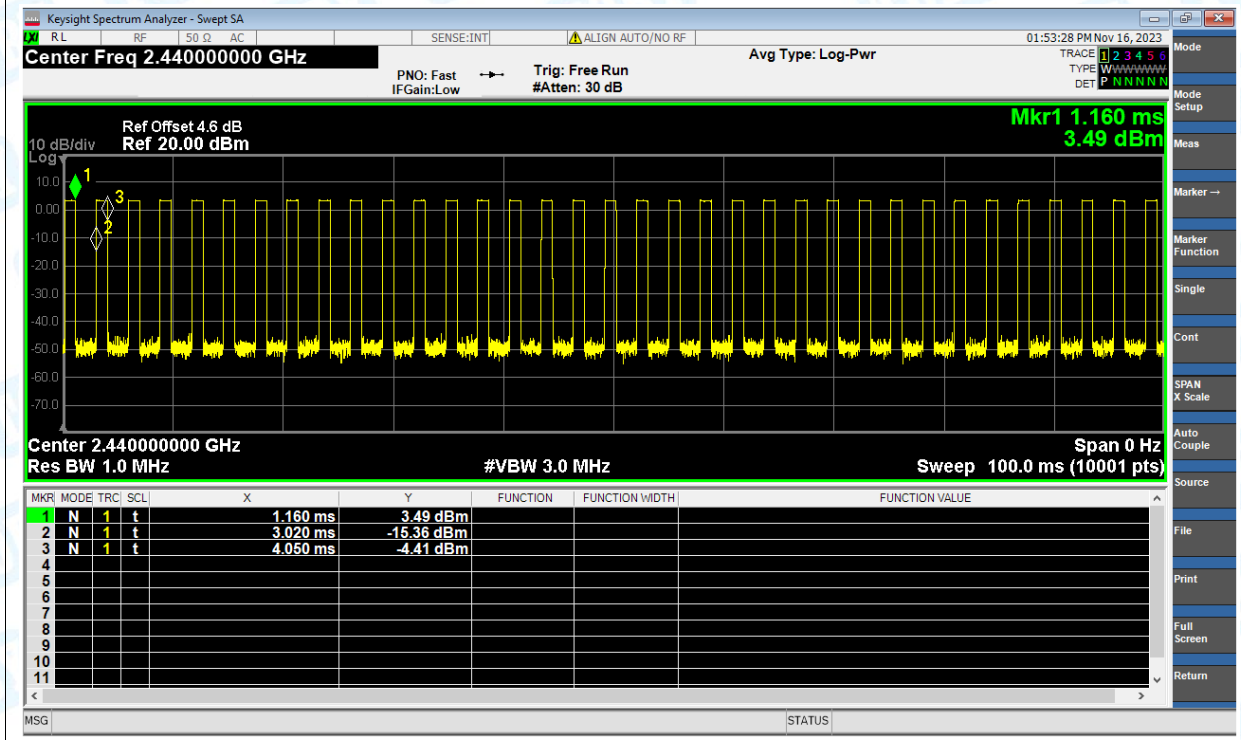 Keysight Spectrum Analyzer - Swept SA
LXI RL RF 50 Ω AC SENSE:INT ALIGN AUTO/NO RF 01:53:28 PM Nov 16, 2023
Center Freq 2.440000000 GHz
Avg Type: Log-Pwr
TRACE 1 2 3 4 5 6
TYPE WWWWWW
DET P N N N N N
PNO: Fast
IFGain:Low
Trig: Free Run
#Atten: 30 dB
Mkr1 1.160 ms
3.49 dBm
Ref Offset 4.6 dB
10 dB/div Ref 20.00 dBm
Log
10.0
0.00
-10.0
-20.0
-30.0
-40.0
-50.0
-60.0
-70.0
1
2
3
Center 2.440000000 GHz Span 0 Hz
Res BW 1.0 MHz #VBW 3.0 MHz Sweep 100.0 ms (10001 pts)
MKR MODE TRC SCL X Y FUNCTION FUNCTION WIDTH FUNCTION VALUE
1 N 1 t 1.160 ms 3.49 dBm
2 N 1 t 3.020 ms -15.36 dBm
3 N 1 t 4.050 ms -4.41 dBm
4
5
6
7
8
9
10
11
MSG STATUS
Mode
Mode
Setup
Meas
Marker →
Marker
Function
Single
Cont
SPAN
X Scale
Auto
Couple
Source
File
Print
Full
Screen
Return